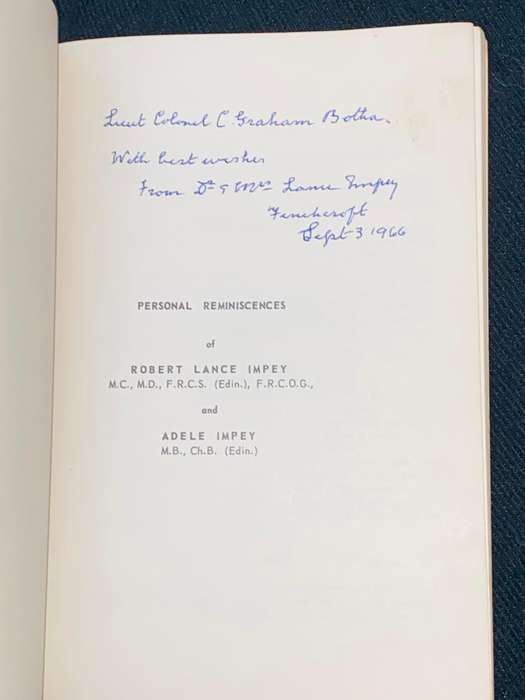 Lieut Colonel C. Graham Botha.
With best wishes
From Dr & Mrs Lance Impey
Fenchcroft
Sept 3 1966
PERSONAL REMINISCENCES
of
ROBERT LANCE IMPEY
M.C., M.D., F.R.C.S. (Edin.), F.R.C.O.G.,
and
ADELE IMPEY
M.B., Ch.B. (Edin.)